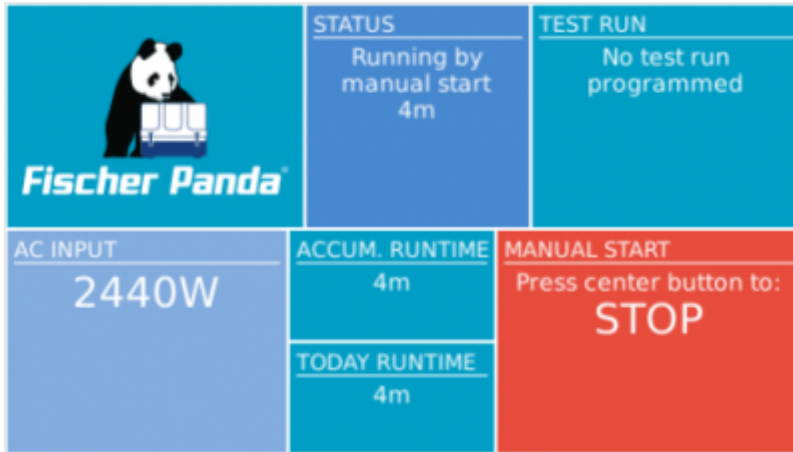 Fischer Panda®
STATUS
Running by
manual start
4m
TEST RUN
No test run
programmed
AC INPUT
2440W
ACCUM. RUNTIME
4m
TODAY RUNTIME
4m
MANUAL START
Press center button to:
STOP